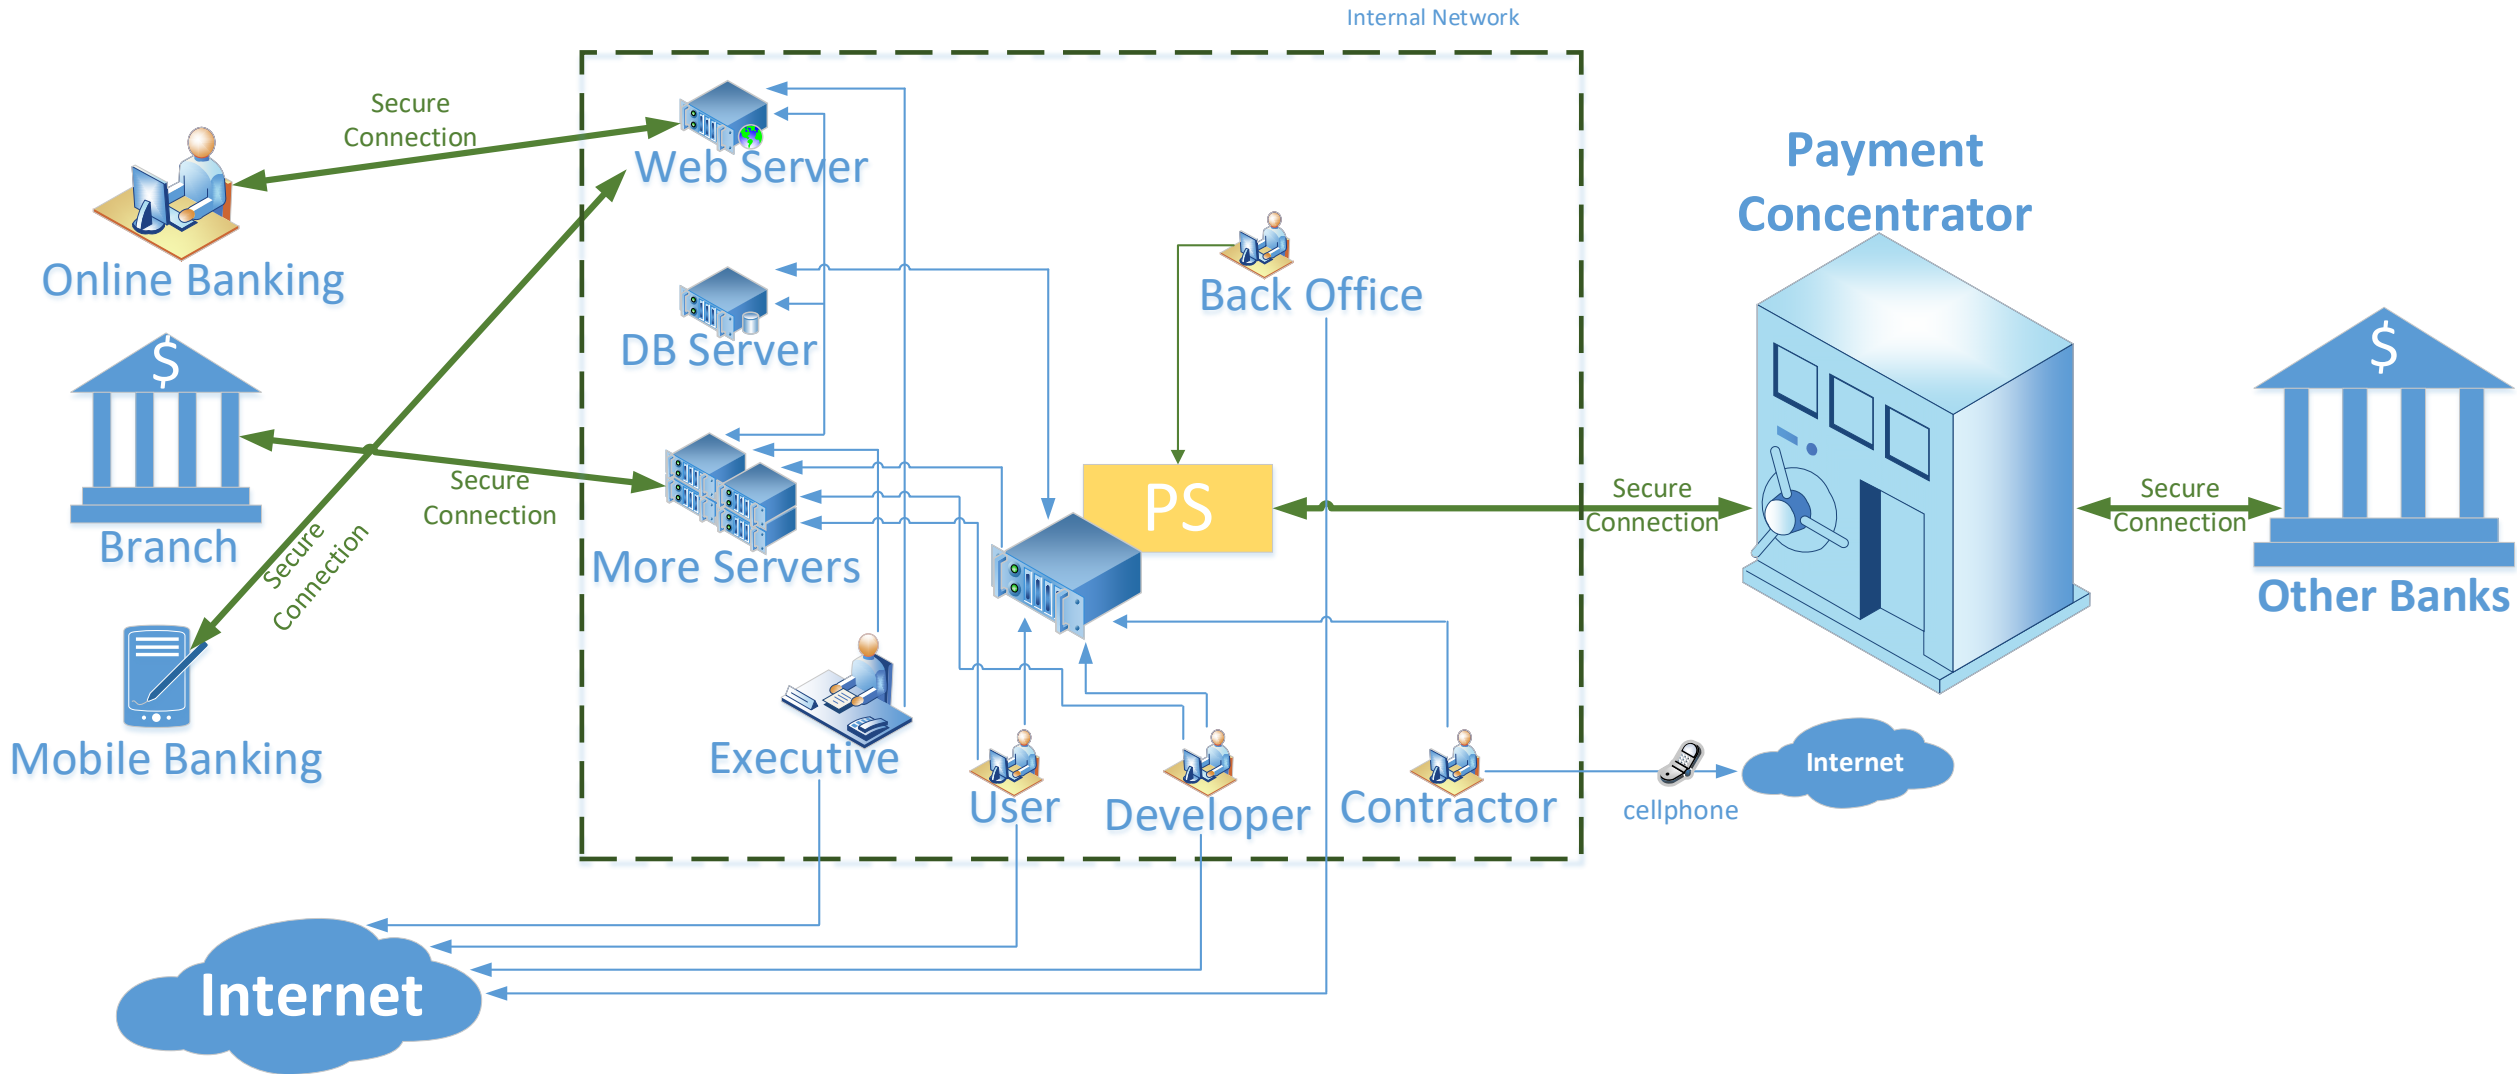 Internal Network
Secure
Connection
Web Server
Payment
Concentrator
Online Banking
Back Office
DB Server
$
$
Secure
Connection
PS
Secure
Connection
Secure
Connection
Branch
More Servers
Secure
Connection
Other Banks
Mobile Banking
Executive
User
Developer
Contractor
cellphone
Internet
Internet